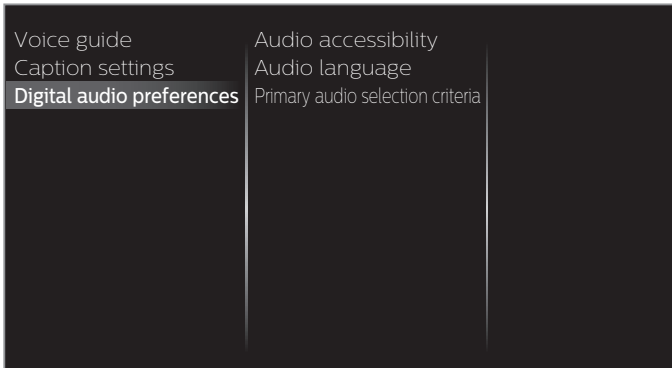 Voice guide
Caption settings
Digital audio preferences
Audio accessibility
Audio language
Primary audio selection criteria